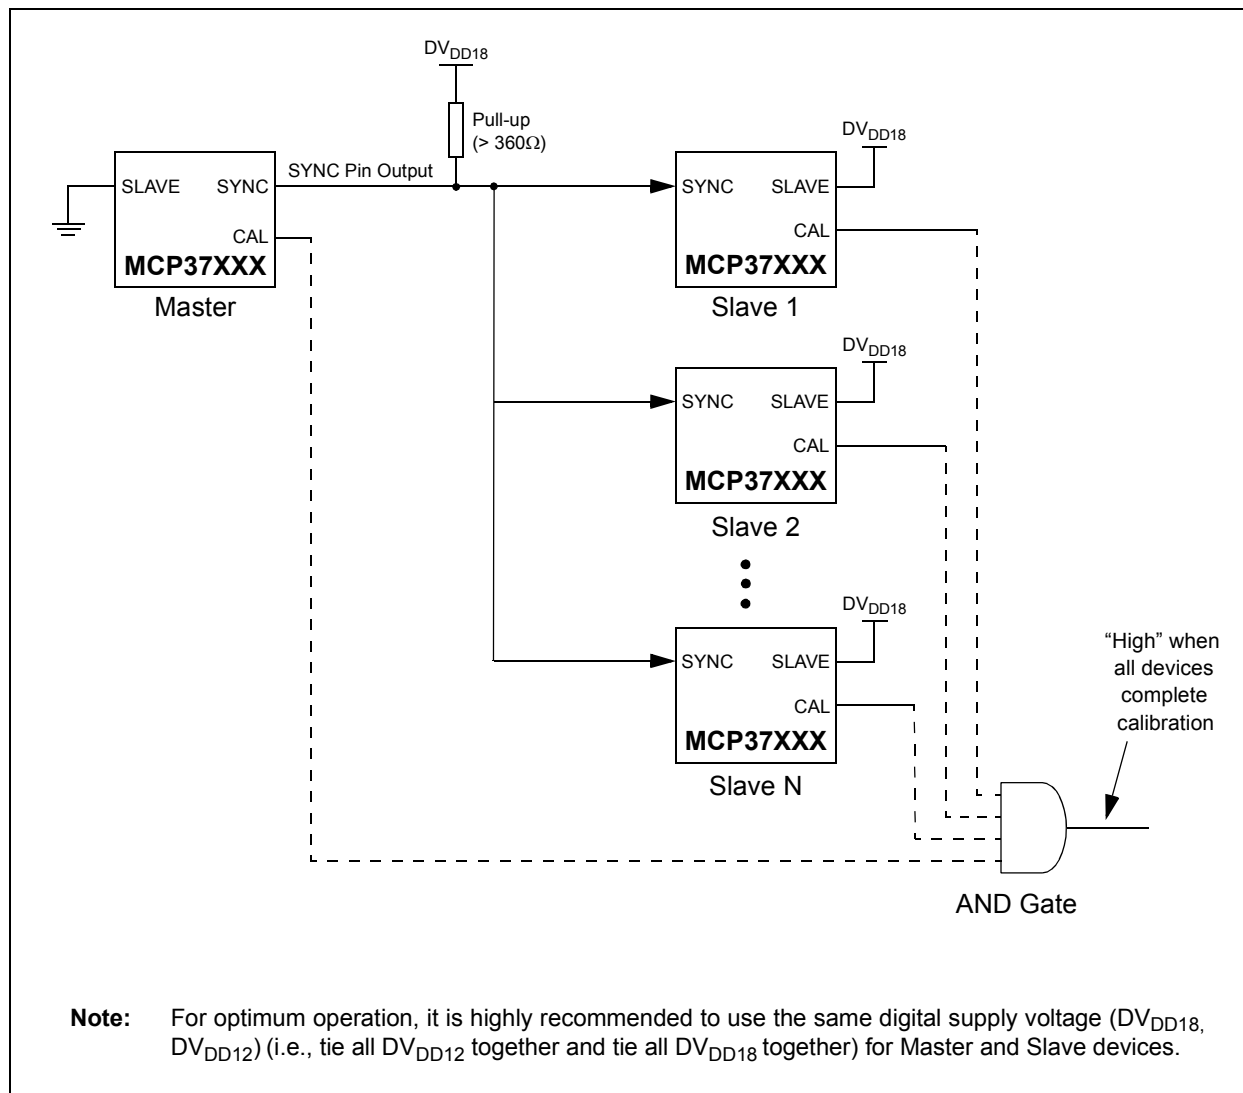 DVDD18
Pull-up
(> 360Ω)
SYNC Pin Output
SLAVE SYNC
CAL
MCP37XXX
Master
DVDD18
SYNC SLAVE
CAL
MCP37XXX
Slave 1
DVDD18
SYNC SLAVE
CAL
MCP37XXX
Slave 2
DVDD18
SYNC SLAVE
CAL
MCP37XXX
Slave N
“High” when
all devices
complete
calibration
AND Gate
Note: For optimum operation, it is highly recommended to use the same digital supply voltage (DVDD18,
DVDD12) (i.e., tie all DVDD12 together and tie all DVDD18 together) for Master and Slave devices.